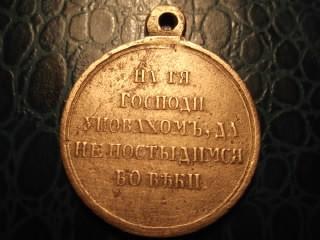 НА ТЯ
ГОСПОДИ
УПОВАХОМЪ, ДА
НЕ ПОСТЫДИМСЯ
ВО ВѢКИ